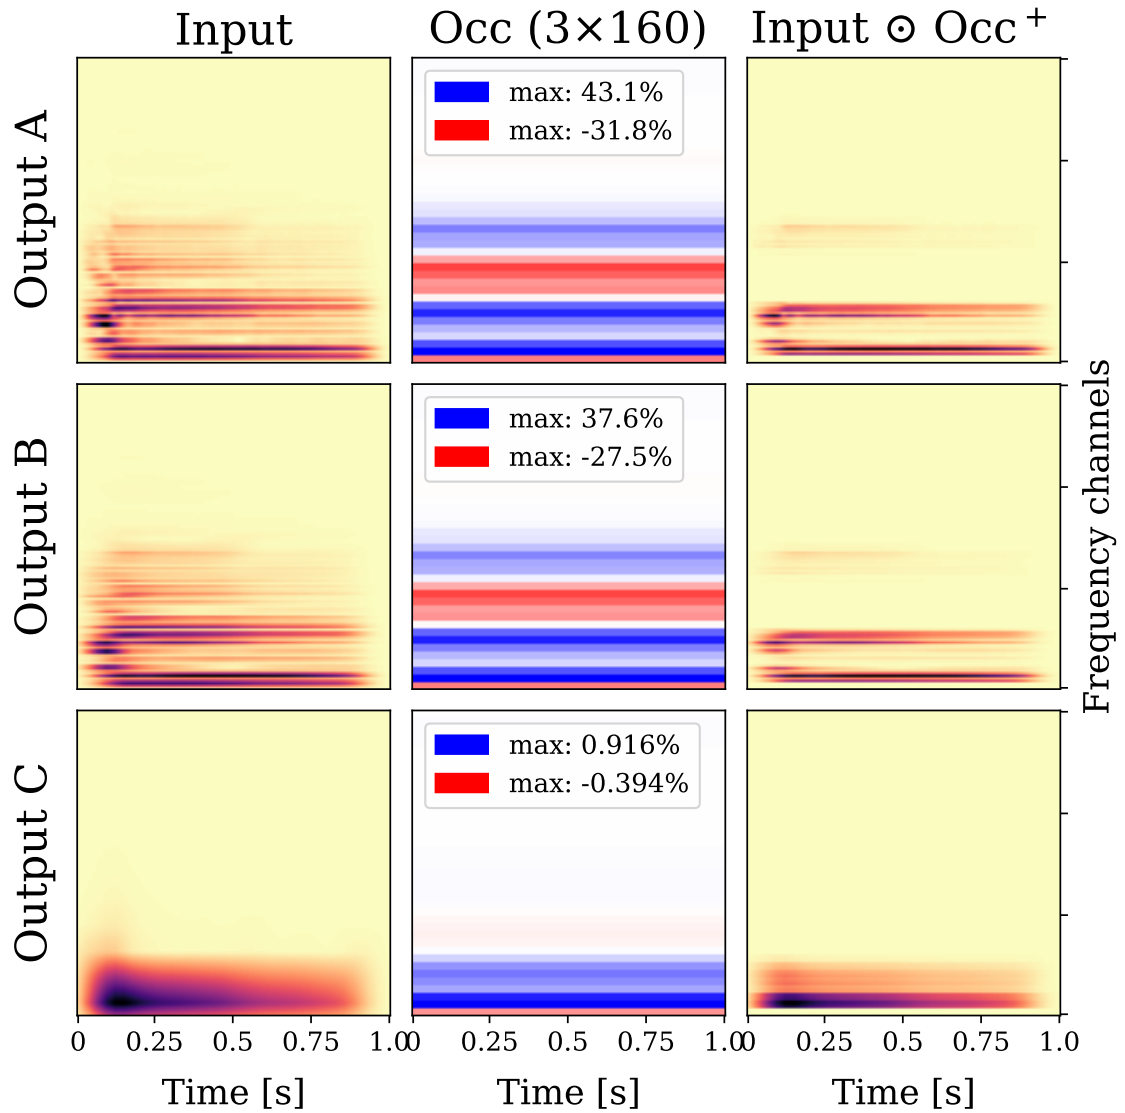 Input
Occ (3×160)
Input ⊙ Occ⁺
Output A
max: 43.1%
max: -31.8%
Output B
max: 37.6%
max: -27.5%
Frequency channels
Output C
max: 0.916%
max: -0.394%
0 0.25 0.5 0.75 1.0
0 0.25 0.5 0.75 1.0
0 0.25 0.5 0.75 1.0
Time [s]
Time [s]
Time [s]